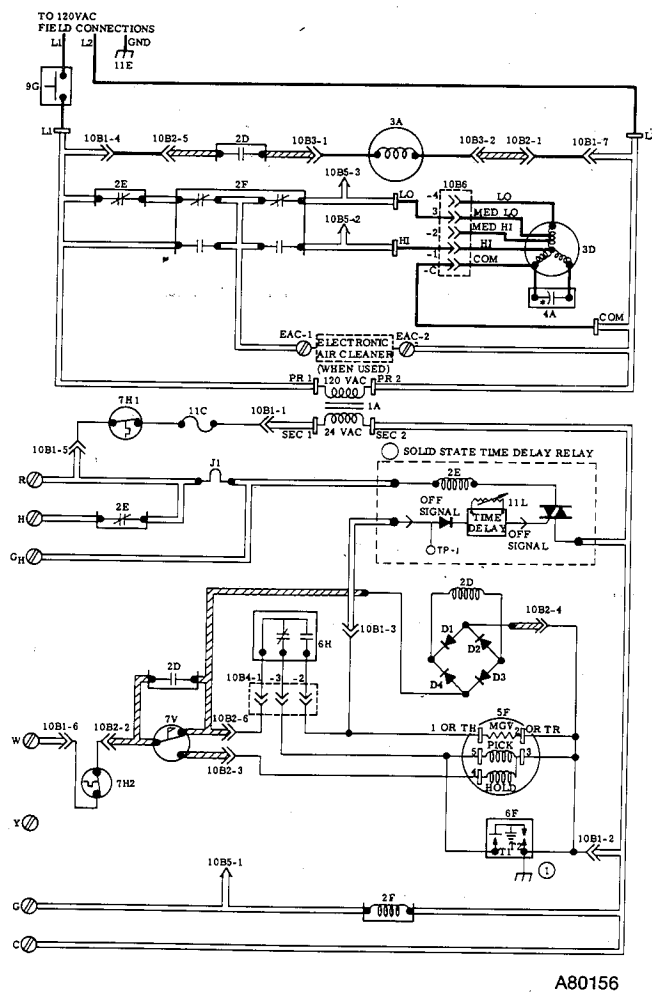 TO 120VAC
FIELD CONNECTIONS
L1 L2 GND
11E
9G
L1
10B1-4 10B2-5 2D 10B3-1 3A 10B3-2 10B2-1 10B1-7
2E 2F 10B5-3 LO 10B6 -4 LO
3 MED LO
10B5-2 -2 MED HI
HI -1 HI 3D
-C COM
4A
COM
EAC-1 ELECTRONIC AIR CLEANER EAC-2
(WHEN USED)
PR 1 120 VAC PR 2
7H1 11C 10B1-1 1A
SEC 1 24 VAC SEC 2
10B1-5
SOLID STATE TIME DELAY RELAY
R J1 2E
OFF SIGNAL 11L
H 2E TIME DELAY
OFF SIGNAL
GH TP-1
2D
10B2-4
6H 10B1-3 D1 D2
2D 10B4-1 -3 -2 D4 D3
W 10B1-6 10B2-2 7V 10B2-6 5F
1 OR TH MGV 2 OR TR
10B2-3 5 PICK 3
7H2 4 HOLD
6F
Y T1 T2 10B1-2
1
10B5-1
G 2F
C
A80156